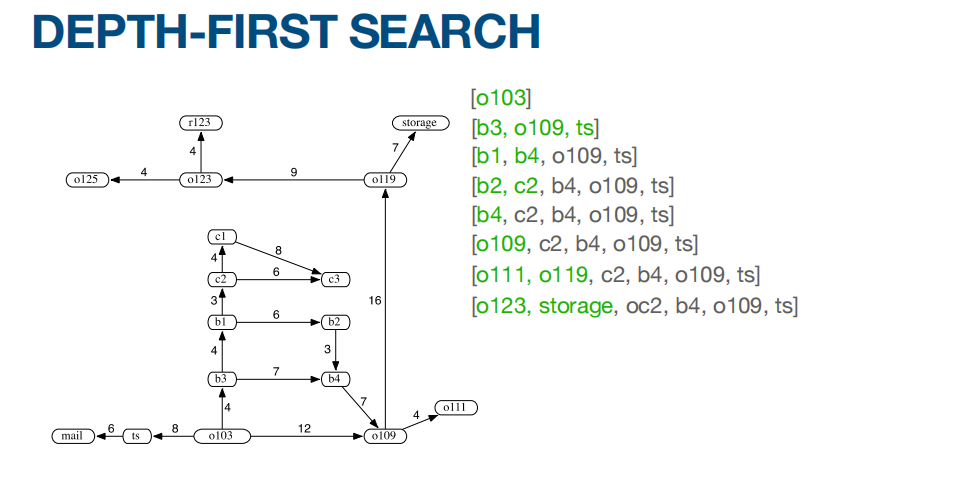 DEPTH-FIRST SEARCH
[o103]
[b3, o109, ts]
[b1, b4, o109, ts]
[b2, c2, b4, o109, ts]
[b4, c2, b4, o109, ts]
[o109, c2, b4, o109, ts]
[o111, o119, c2, b4, o109, ts]
[o123, storage, oc2, b4, o109, ts]
r123
storage
4
7
o125
4
o123
9
o119
c1
8
4
c2
6
c3
3
16
b1
6
b2
4
3
b3
7
b4
4
7
o111
4
mail
6
ts
8
o103
12
o109